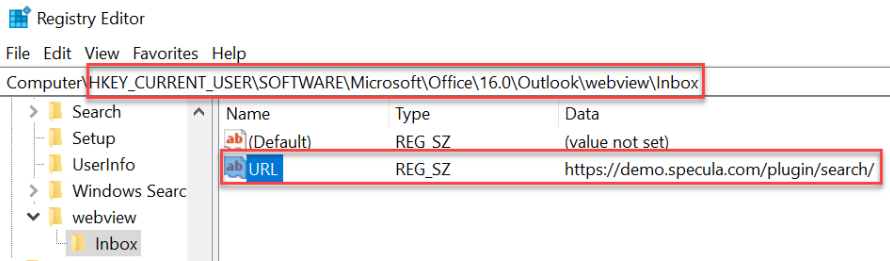 Registry Editor
File Edit View Favorites Help
Computer\HKEY_CURRENT_USER\SOFTWARE\Microsoft\Office\16.0\Outlook\webview\Inbox
Search
Setup
UserInfo
Windows Searc
webview
Inbox
Name Type Data
ab (Default) REG_SZ (value not set)
ab URL REG_SZ https://demo.specula.com/plugin/search/